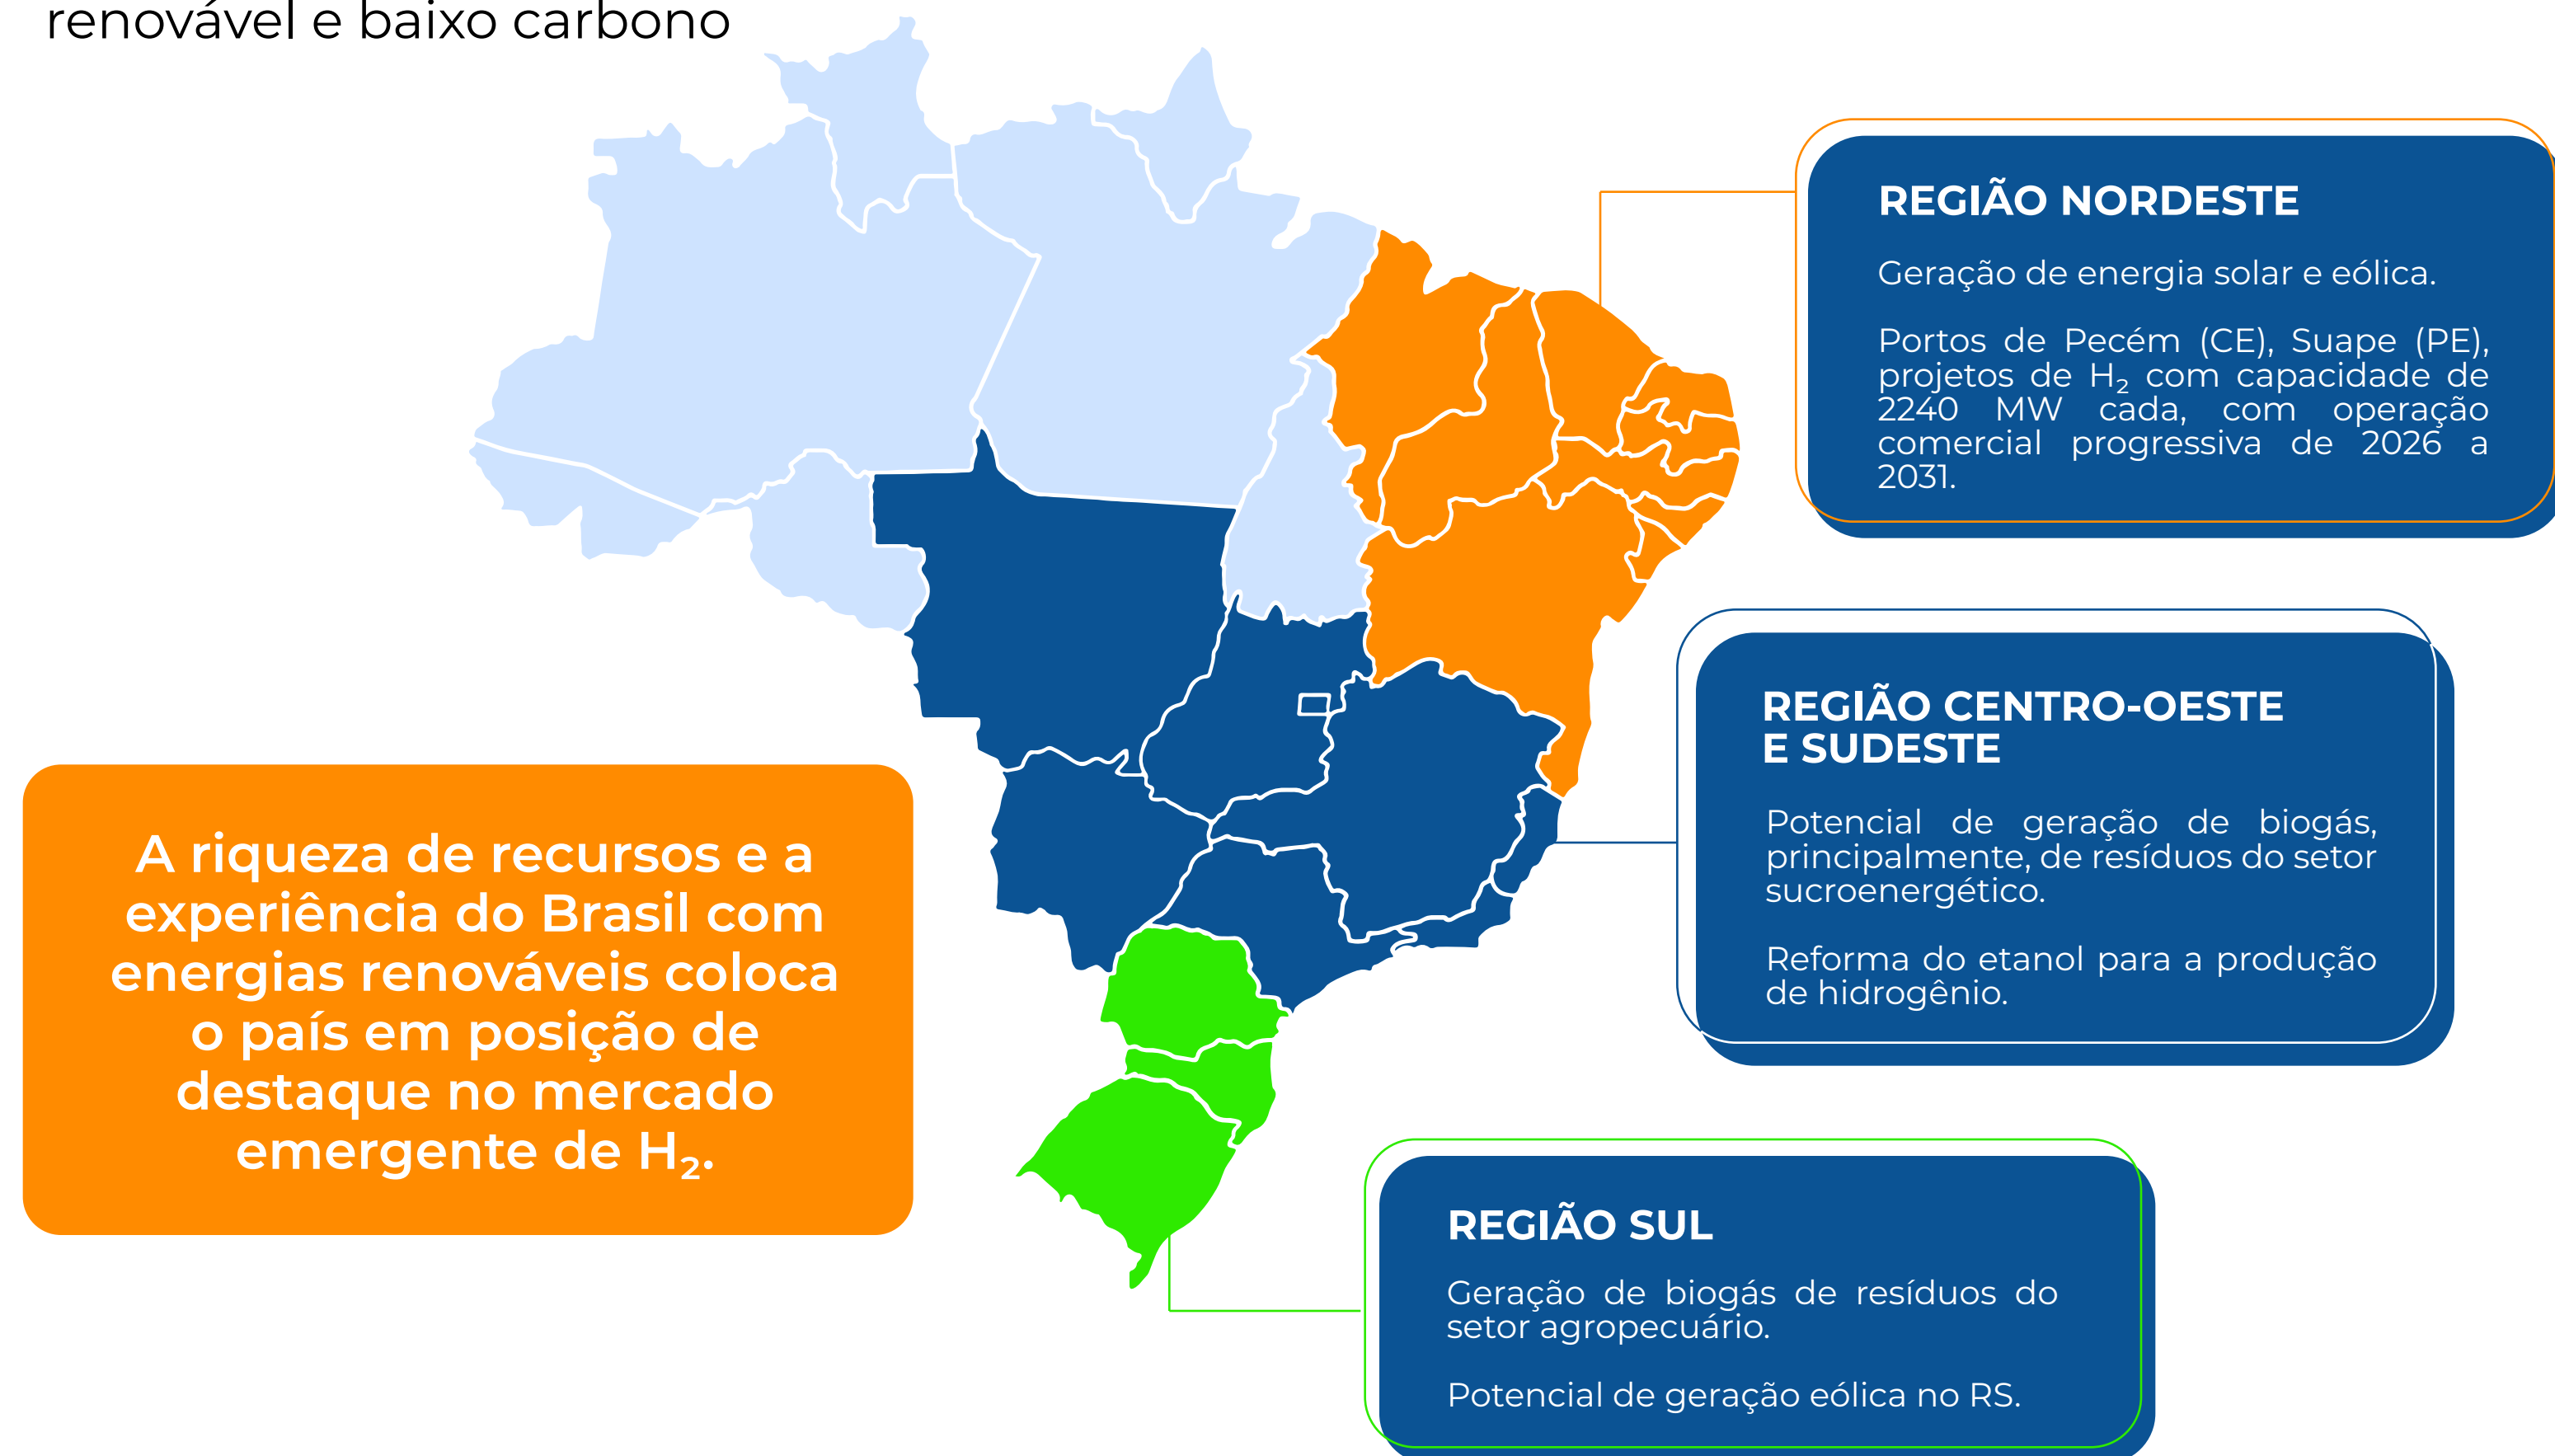 renovável e baixo carbono
REGIÃO NORDESTE
Geração de energia solar e eólica.
Portos de Pecém (CE), Suape (PE),
projetos de H₂ com capacidade de
2240 MW cada, com operação
comercial progressiva de 2026 a
2031.
REGIÃO CENTRO-OESTE
E SUDESTE
Potencial de geração de biogás,
principalmente, de resíduos do setor
sucroenergético.
Reforma do etanol para a produção
de hidrogênio.
A riqueza de recursos e a
experiência do Brasil com
energias renováveis coloca
o país em posição de
destaque no mercado
emergente de H₂.
REGIÃO SUL
Geração de biogás de resíduos do
setor agropecuário.
Potencial de geração eólica no RS.